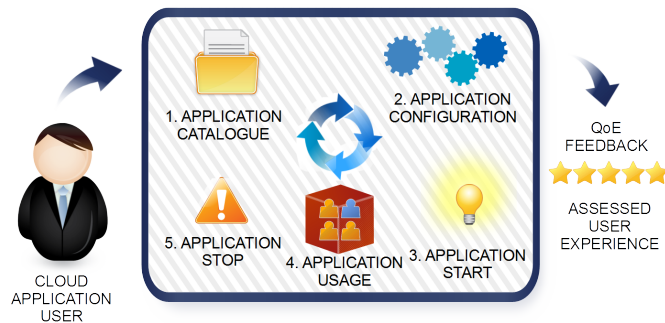 CLOUD
APPLICATION
USER
1. APPLICATION
CATALOGUE
2. APPLICATION
CONFIGURATION
3. APPLICATION
START
4. APPLICATION
USAGE
5. APPLICATION
STOP
QoE
FEEDBACK
ASSESSED
USER
EXPERIENCE